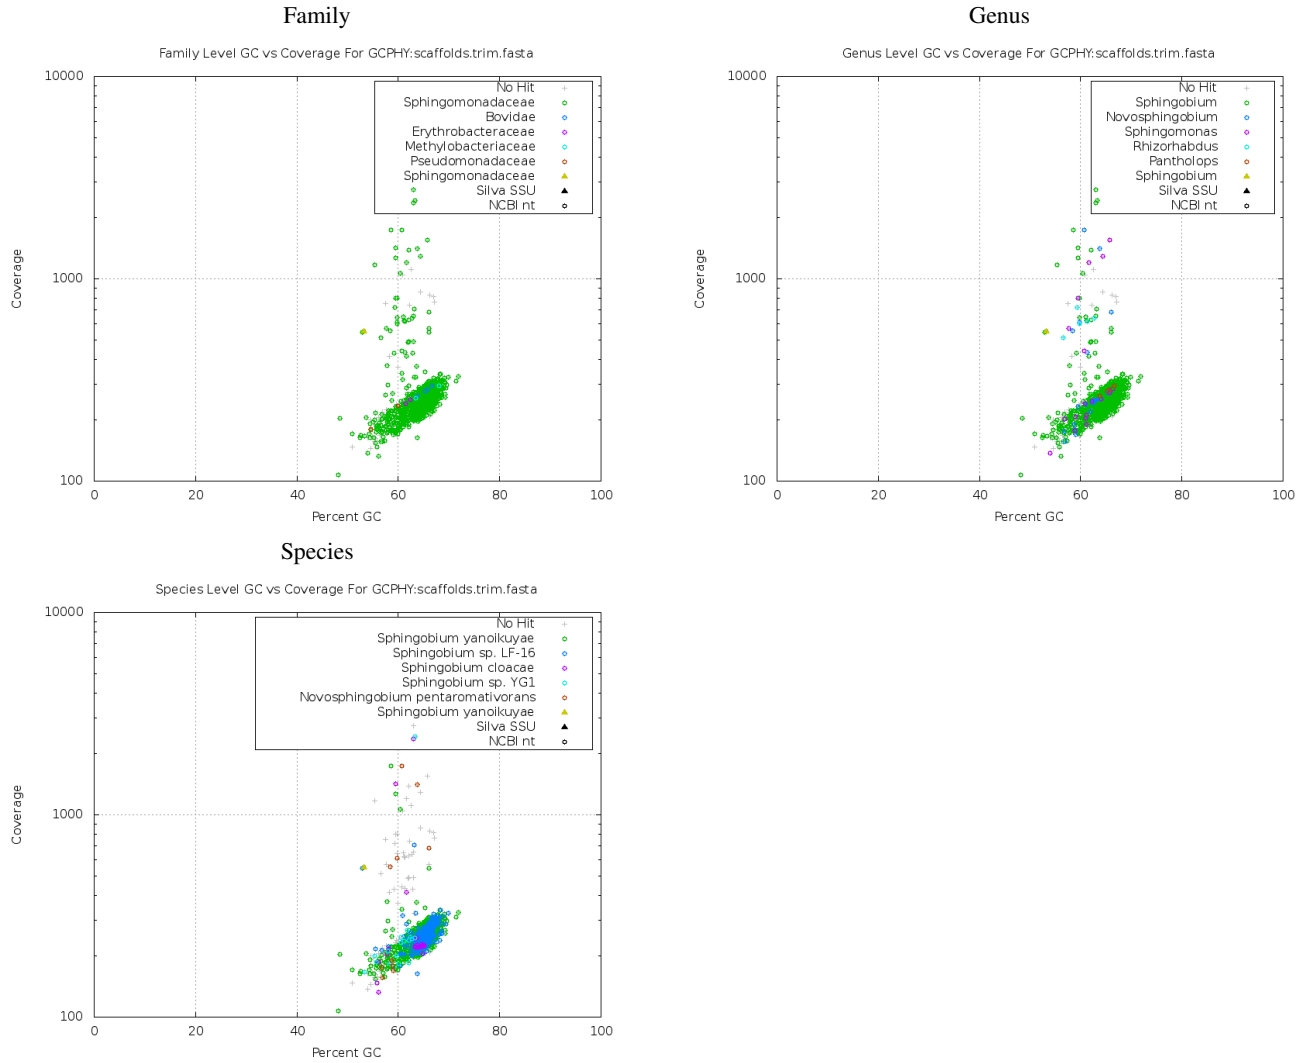 Family
Family Level GC vs Coverage For GCPHY:scaffolds.trim.fasta
10000
1000
100
Coverage
No Hit
Sphingomonadaceae
Bovidae
Erythrobacteraceae
Methylobacteriaceae
Pseudomonadaceae
Sphingomonadaceae
Silva SSU
NCBI nt
0 20 40 60 80 100
Percent GC
Genus
Genus Level GC vs Coverage For GCPHY:scaffolds.trim.fasta
10000
1000
100
Coverage
No Hit
Sphingobium
Novosphingobium
Sphingomonas
Rhizorhabdus
Pantholops
Sphingobium
Silva SSU
NCBI nt
0 20 40 60 80 100
Percent GC
Species
Species Level GC vs Coverage For GCPHY:scaffolds.trim.fasta
10000
1000
100
Coverage
No Hit
Sphingobium yanoikuyae
Sphingobium sp. LF-16
Sphingobium cloacae
Sphingobium sp. YG1
Novosphingobium pentaromativorans
Sphingobium yanoikuyae
Silva SSU
NCBI nt
0 20 40 60 80 100
Percent GC